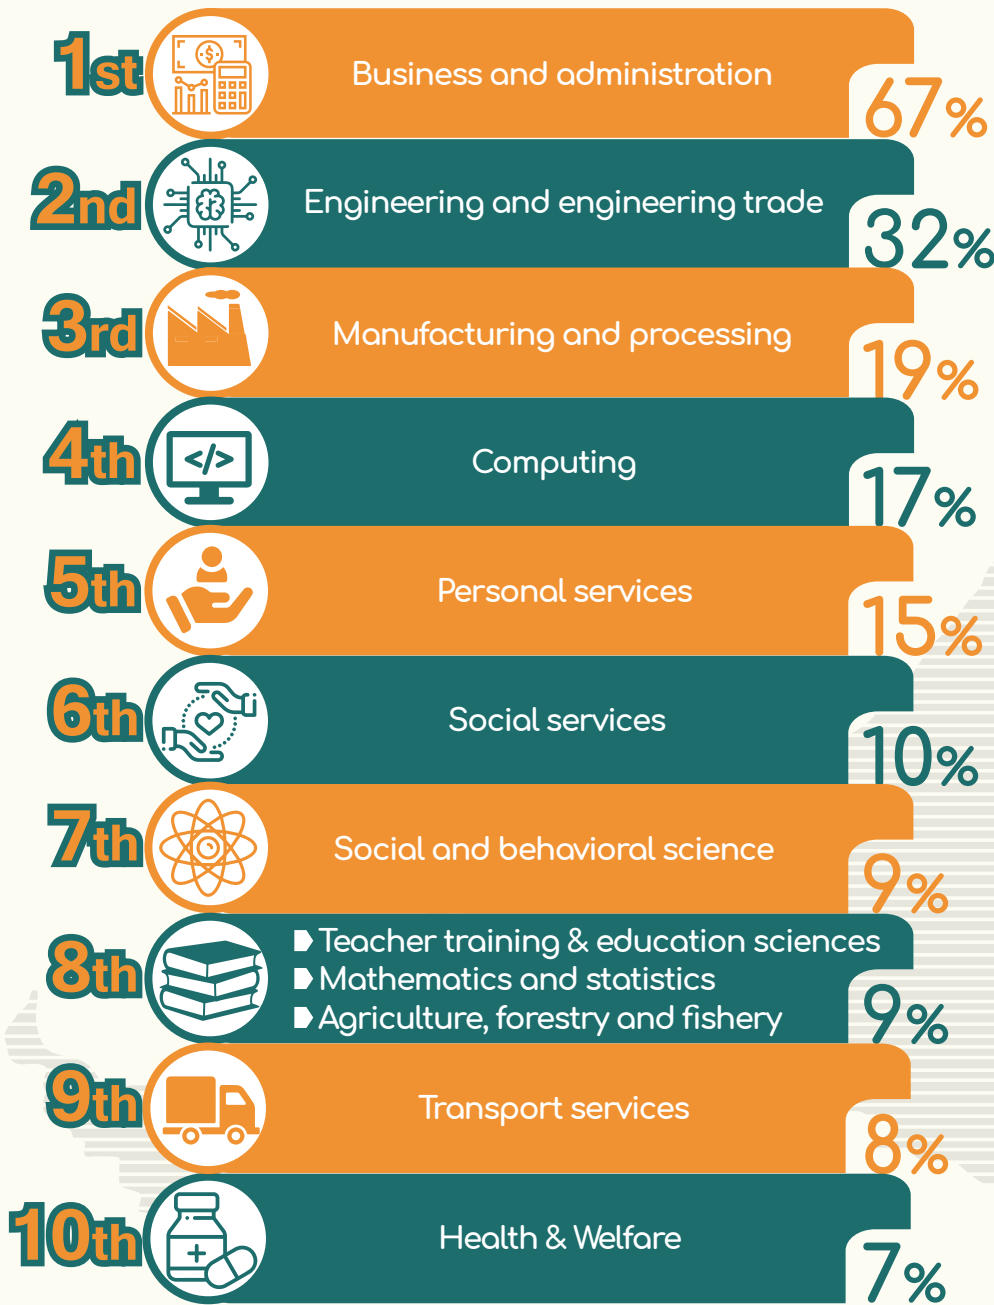 1st
Business and administration
67%
2nd
Engineering and engineering trade
32%
3rd
Manufacturing and processing
19%
4th
</>
Computing
17%
5th
Personal services
15%
6th
Social services
10%
7th
Social and behavioral science
9%
8th
Teacher training & education sciences
Mathematics and statistics
Agriculture, forestry and fishery
9%
9th
Transport services
8%
10th
Health & Welfare
7%